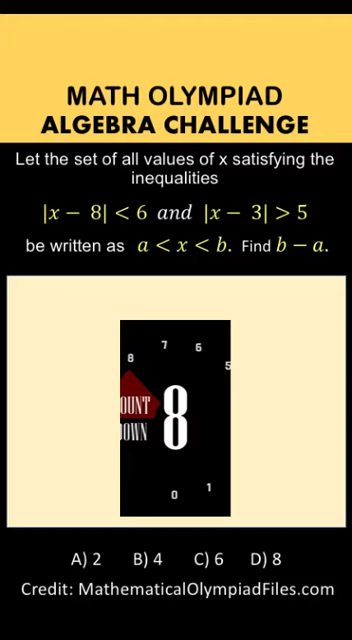 MATH OLYMPIAD
ALGEBRA CHALLENGE
Let the set of all values of x satisfying the
inequalities
|x − 8| < 6 and |x − 3| > 5
be written as a < x < b. Find b − a.
7 6
8 5
OUNT
DOWN
8
0 1
A) 2 B) 4 C) 6 D) 8
Credit: MathematicalOlympiadFiles.com